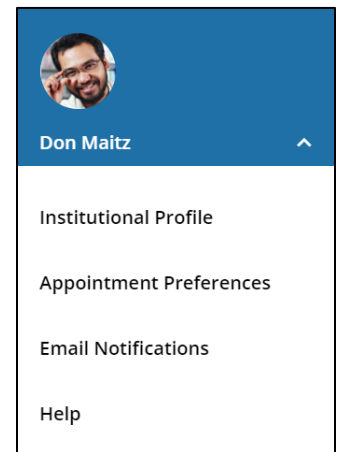 Don Maitz
Institutional Profile
Appointment Preferences
Email Notifications
Help